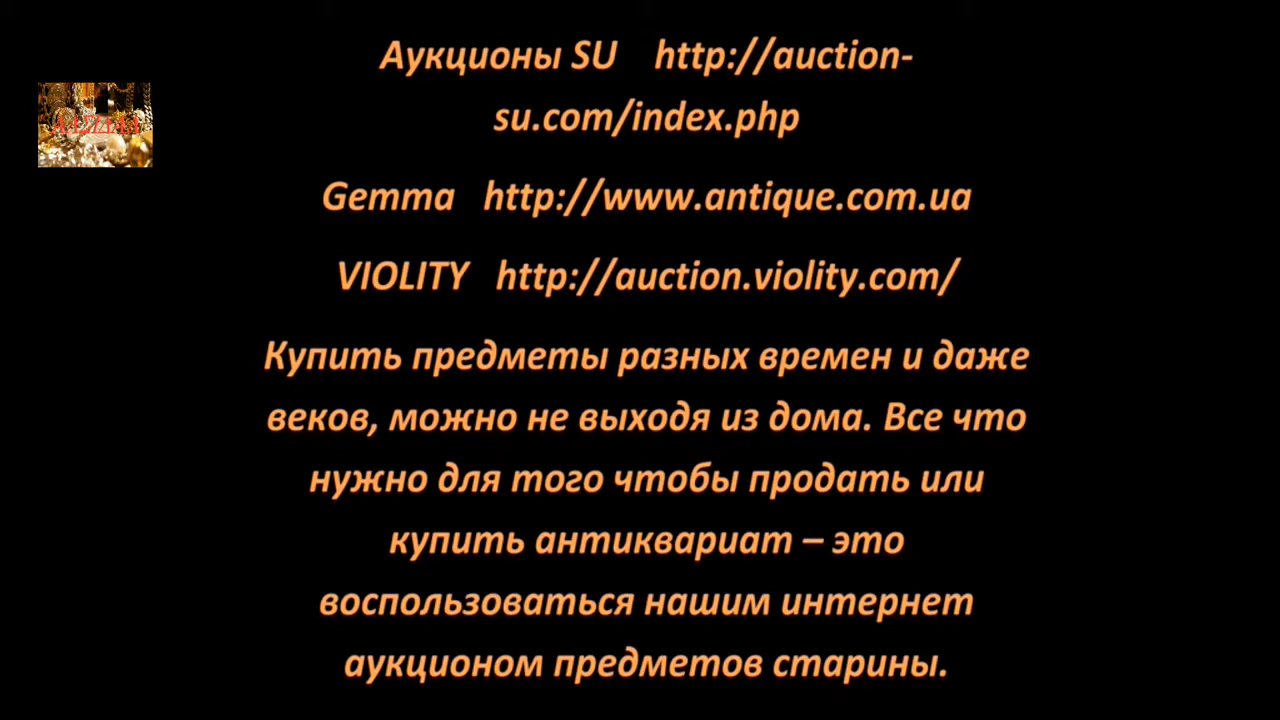 Аукционы SU http://auction-
su.com/index.php
Gemma http://www.antique.com.ua
VIOLITY http://auction.violity.com/
Купить предметы разных времен и даже
веков, можно не выходя из дома. Все что
нужно для того чтобы продать или
купить антиквариат – это
воспользоваться нашим интернет
аукционом предметов старины.